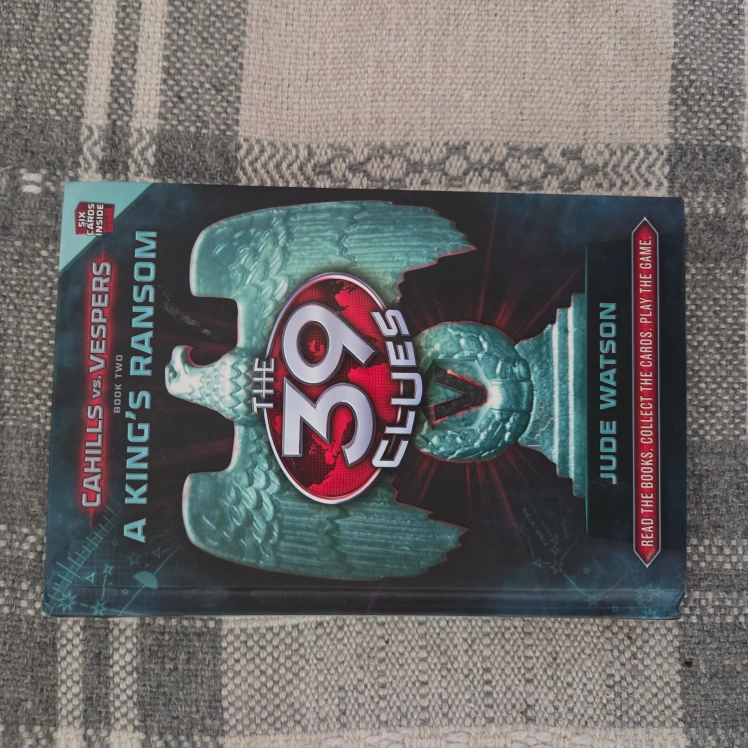 SIX
CARDS
INSIDE
CAHILLS VS. VESPERS
BOOK TWO
A KING'S RANSOM
THE
39
CLUES
V
JUDE WATSON
READ THE BOOKS. COLLECT THE CARDS. PLAY THE GAME.